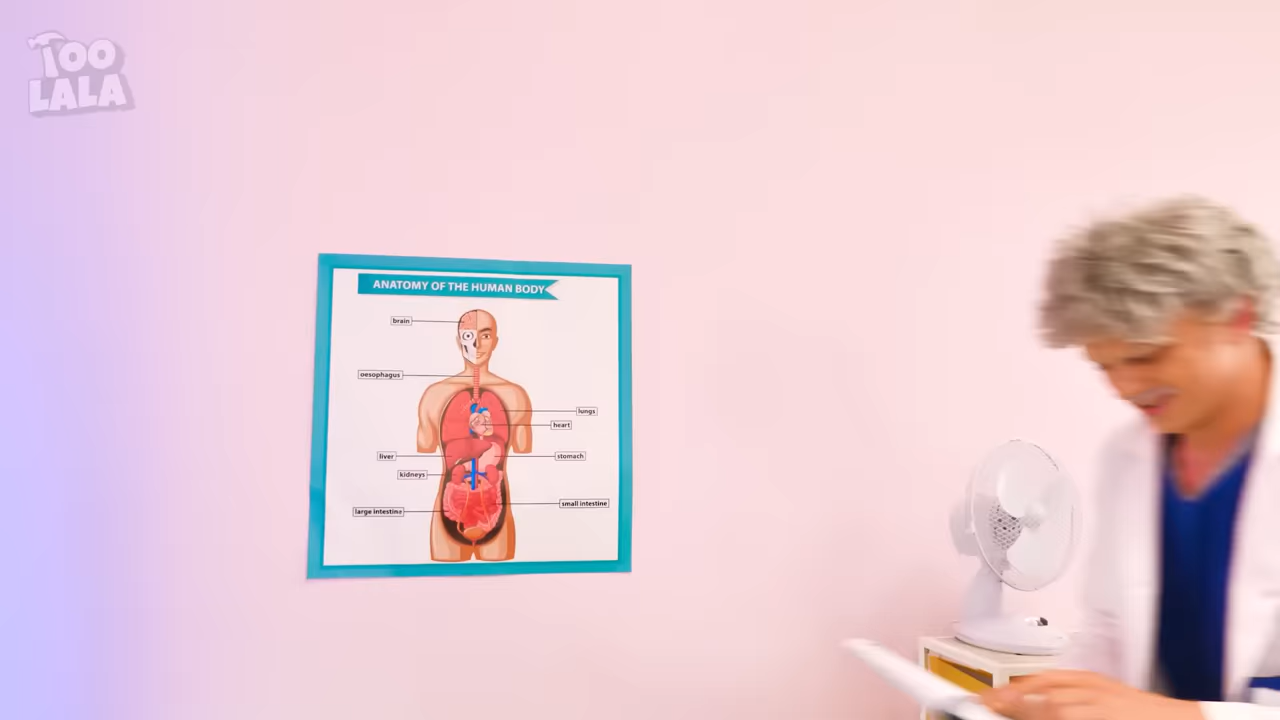 TOO
LALA
ANATOMY OF THE HUMAN BODY
brain
oesophagus
lungs
heart
liver
stomach
kidneys
small intestine
large intestine